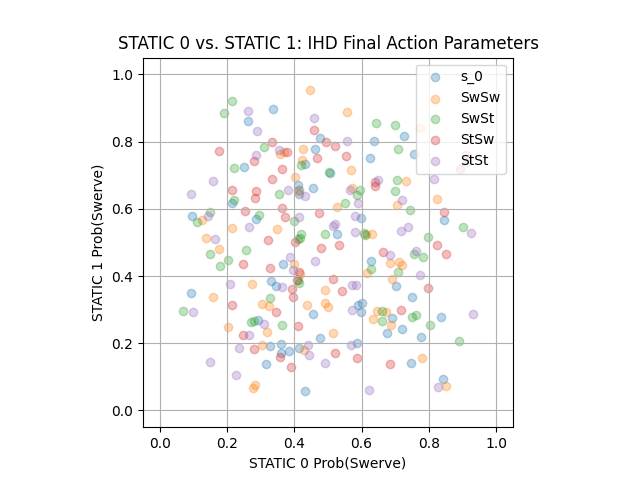 STATIC 0 vs. STATIC 1: IHD Final Action Parameters
1.0
0.8
0.6
0.4
0.2
0.0
STATIC 1 Prob(Swerve)
s_0
SwSw
SwSt
StSw
StSt
0.0 0.2 0.4 0.6 0.8 1.0
STATIC 0 Prob(Swerve)